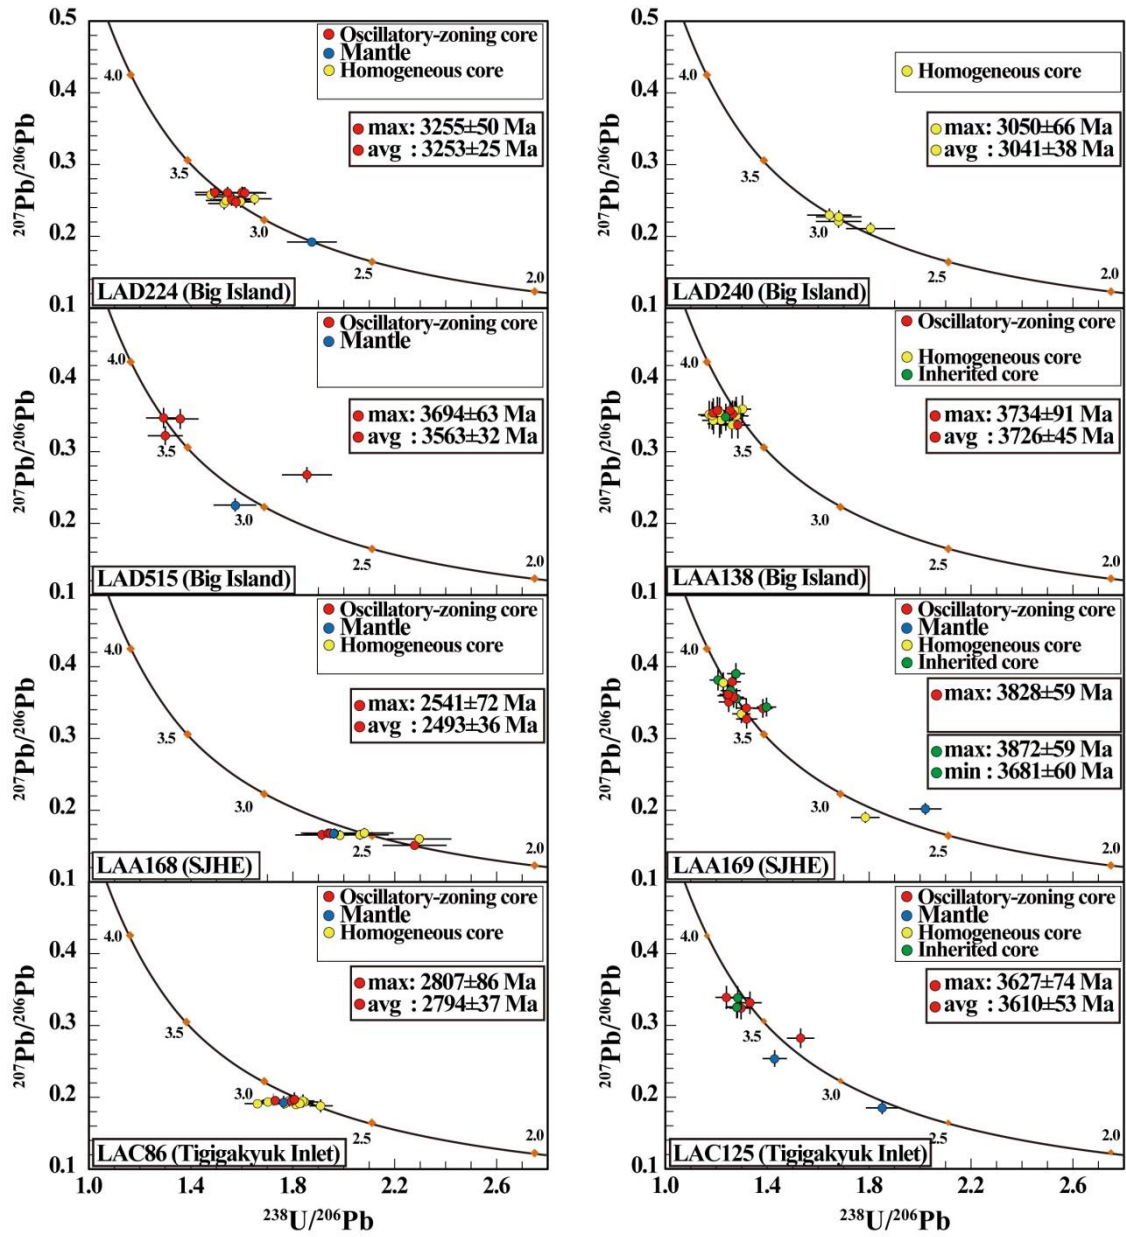 0.5
0.4
0.3
0.2
0.1
207Pb/206Pb
4.0
3.5
3.0
2.5
2.0
Oscillatory-zoning core
Mantle
Homogeneous core
max: 3255±50 Ma
avg : 3253±25 Ma
LAD224 (Big Island)
0.5
0.4
0.3
0.2
0.1
207Pb/206Pb
4.0
3.5
3.0
2.5
2.0
Homogeneous core
max: 3050±66 Ma
avg : 3041±38 Ma
LAD240 (Big Island)
0.4
0.3
0.2
0.1
207Pb/206Pb
4.0
3.5
3.0
2.5
2.0
Oscillatory-zoning core
Mantle
max: 3694±63 Ma
avg : 3563±32 Ma
LAD515 (Big Island)
0.4
0.3
0.2
0.1
207Pb/206Pb
4.0
3.5
3.0
2.5
2.0
Oscillatory-zoning core
Homogeneous core
Inherited core
max: 3734±91 Ma
avg : 3726±45 Ma
LAA138 (Big Island)
0.4
0.3
0.2
0.1
207Pb/206Pb
4.0
3.5
3.0
2.5
2.0
Oscillatory-zoning core
Mantle
Homogeneous core
max: 2541±72 Ma
avg : 2493±36 Ma
LAA168 (SJHE)
0.4
0.3
0.2
0.1
207Pb/206Pb
4.0
3.5
3.0
2.5
2.0
Oscillatory-zoning core
Mantle
Homogeneous core
Inherited core
max: 3828±59 Ma
max: 3872±59 Ma
min : 3681±60 Ma
LAA169 (SJHE)
0.4
0.3
0.2
0.1
207Pb/206Pb
4.0
3.5
3.0
2.5
2.0
Oscillatory-zoning core
Mantle
Homogeneous core
max: 2807±86 Ma
avg : 2794±37 Ma
LAC86 (Tigigakyuk Inlet)
1.0 1.4 1.8 2.2 2.6
238U/206Pb
0.4
0.3
0.2
0.1
207Pb/206Pb
4.0
3.5
3.0
2.5
2.0
Oscillatory-zoning core
Mantle
Homogeneous core
Inherited core
max: 3627±74 Ma
avg : 3610±53 Ma
LAC125 (Tigigakyuk Inlet)
1.0 1.4 1.8 2.2 2.6
238U/206Pb